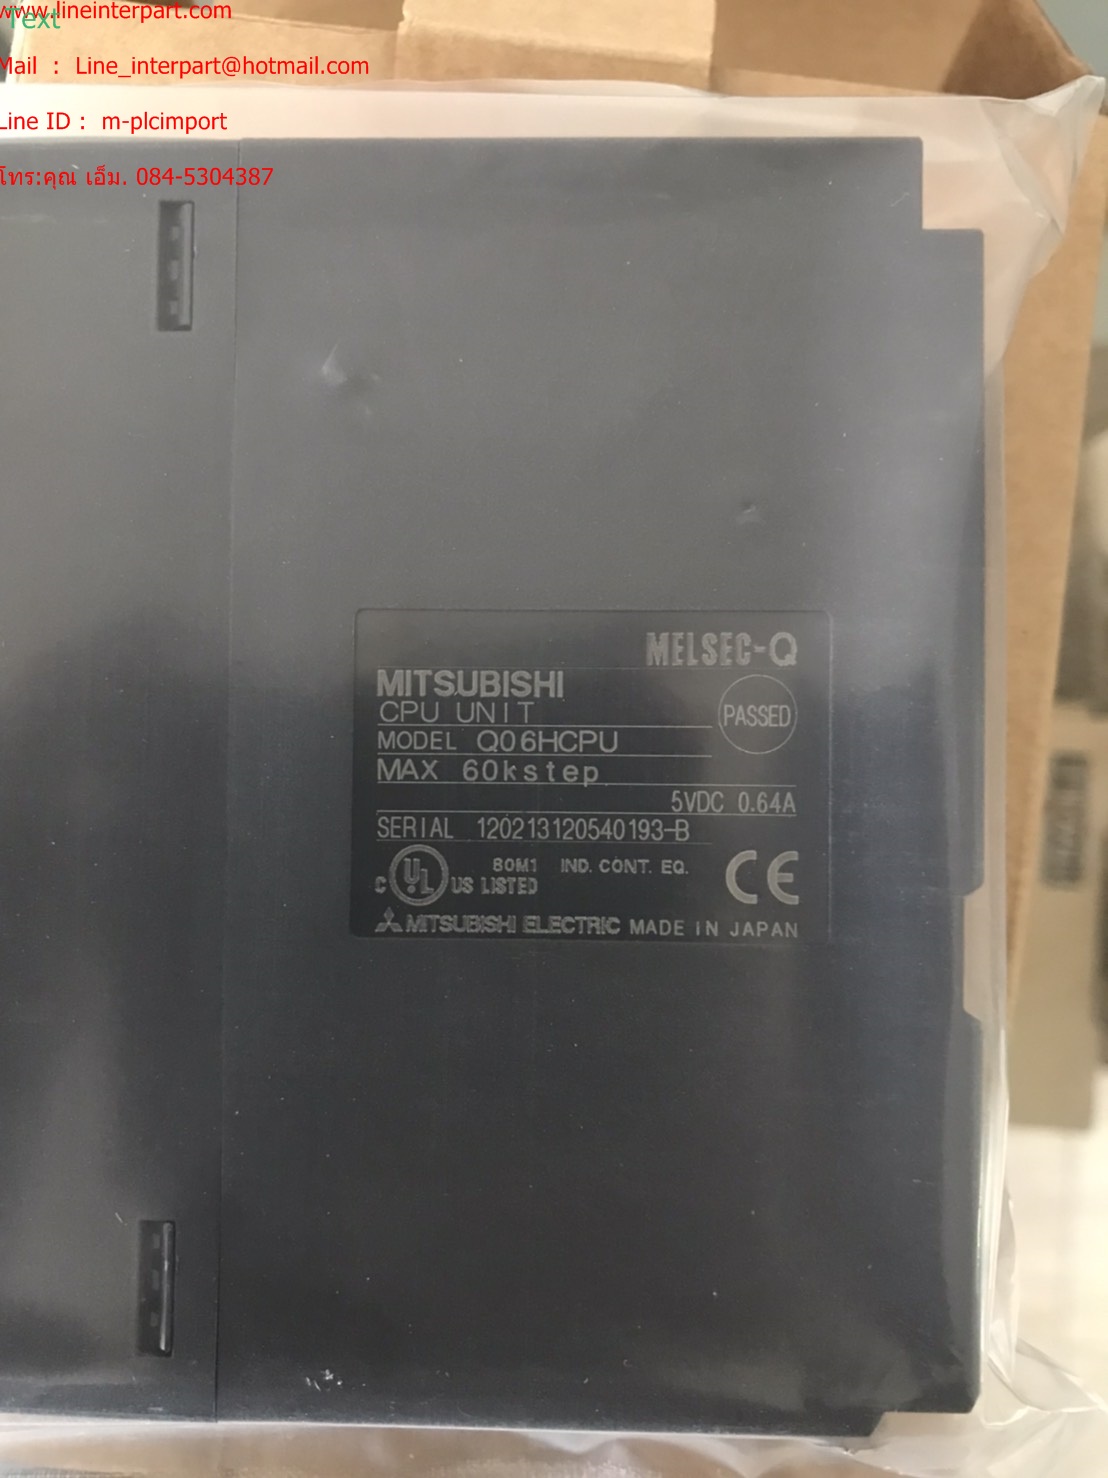 www.lineinterpart.com
Text
Mail : Line_interpart@hotmail.com
Line ID : m-plcimport
โทร:คุณ เอ็ม. 084-5304387
MELSEC-Q
MITSUBISHI
CPU UNIT
PASSED
MODEL Q06HCPU
MAX 60kstep
5VDC 0.64A
SERIAL 120213120540193-B
C UL US LISTED 80M1 IND. CONT. EQ.
CE
MITSUBISHI ELECTRIC MADE IN JAPAN